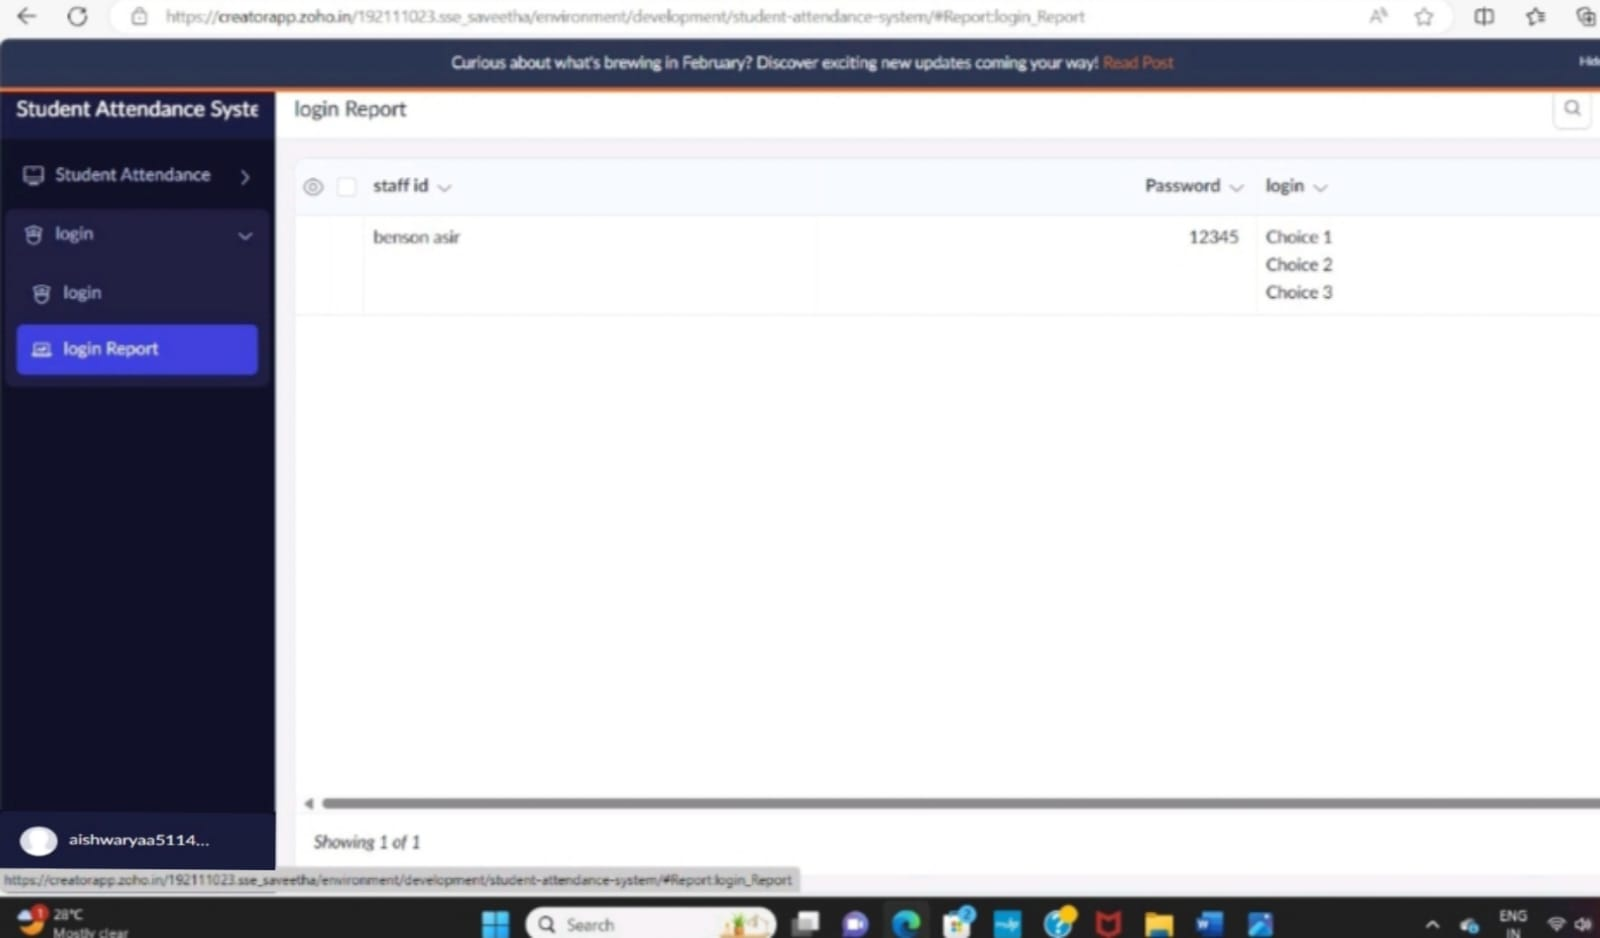 https://creatorapp.zoho.in/192111023.sse_saveetha/environment/development/student-attendance-system/#Report:login_Report
Curious about what's brewing in February? Discover exciting new updates coming your way! Read Post
Student Attendance Syste
login Report
Student Attendance
login
login
login Report
staff id Password login
benson asir 12345 Choice 1
Choice 2
Choice 3
Showing 1 of 1
aishwaryaa5114...
https://creatorapp.zoho.in/192111023.sse_saveetha/environment/development/student-attendance-system/#Report:login_Report
1 28°C
Mostly clear
Search
2
ENG
IN